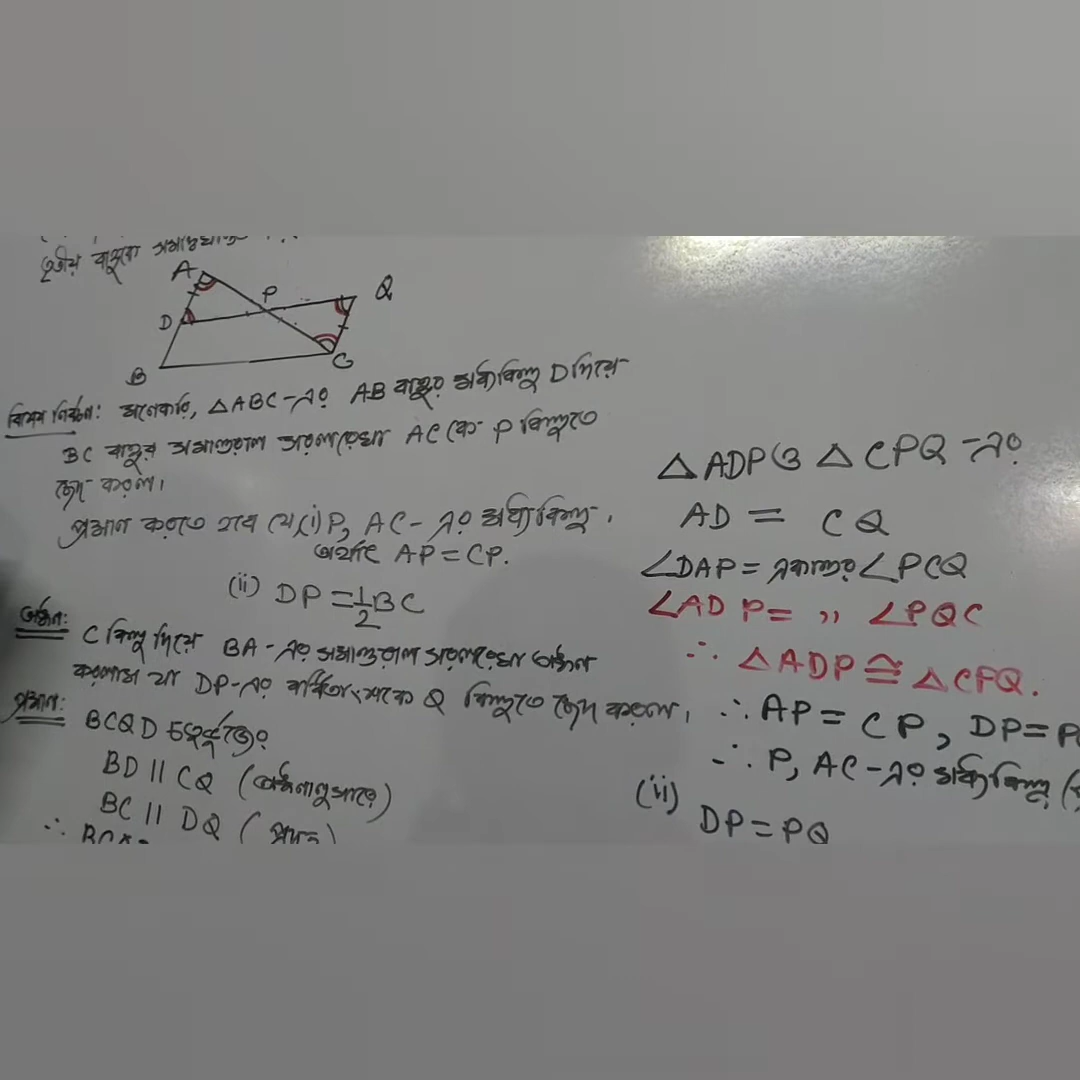 তৃতীয় বাহুকে সমদ্বিখণ্ডিত
A
P
Q
D
B
C
বিশেষ নির্বচন: মনেকরি, △ABC-এর AB বাহুর মধ্যবিন্দু D দিয়ে
BC বাহুর সমান্তরাল সরলরেখা AC কে P বিন্দুতে
ছেদ করল।
প্রমাণ করতে হবে যে (i) P, AC-এর মধ্যবিন্দু।
অর্থাৎ AP = CP.
(ii) DP = 1/2 BC
অঙ্কন: C বিন্দু দিয়ে BA-এর সমান্তরাল সরলরেখা অঙ্কন
করলাম যা DP-এর বর্ধিতাংশকে Q বিন্দুতে ছেদ করল।
প্রমাণ: BCQD চতুর্ভুজের
BD || CQ (অঙ্কনানুসারে)
BC || DQ (প্রদত্ত)
∴
△ADP ও △CPQ-এর
AD = CQ
∠DAP = একান্তর ∠PCQ
∠ADP = ,, ∠PQC
∴ △ADP ≅ △CPQ.
∴ AP = CP, DP = P
∴ P, AC-এর মধ্যবিন্দু (
(ii)
DP = PQ